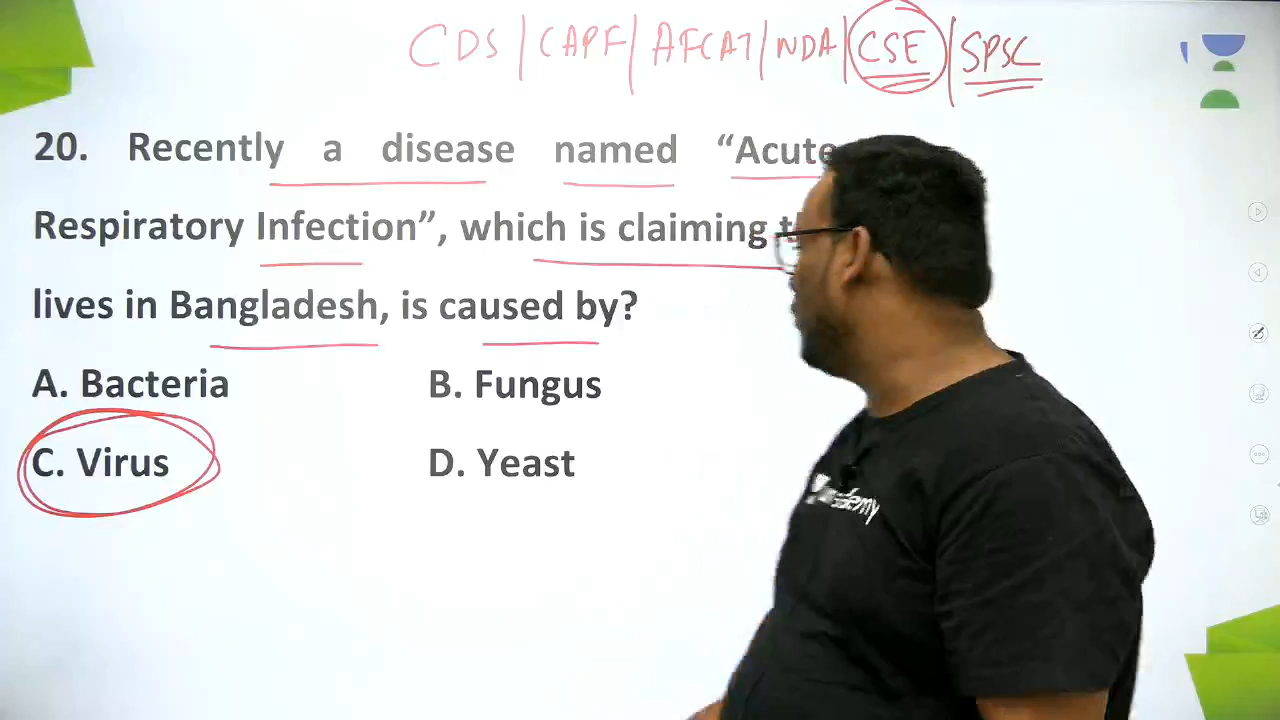 CDS | CAPF | AFCAT | NDA | CSE | SPSC
20. Recently a disease named “Acute
Respiratory Infection”, which is claiming
lives in Bangladesh, is caused by?
A. Bacteria B. Fungus
C. Virus D. Yeast